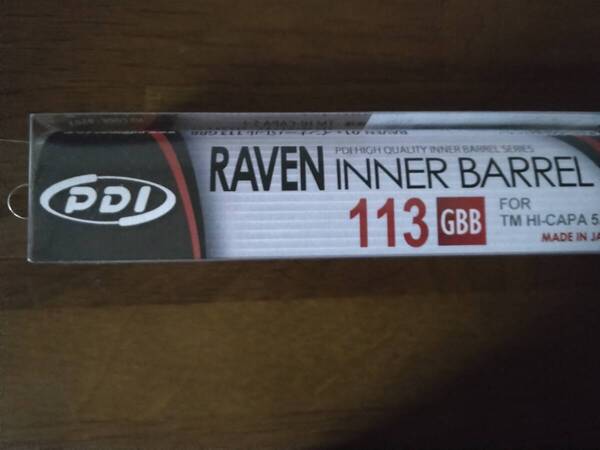 PDI
PDI HIGH QUALITY INNER BARREL SERIES
RAVEN INNER BARREL
113 GBB
FOR
TM HI-CAPA 5.
MADE IN JA